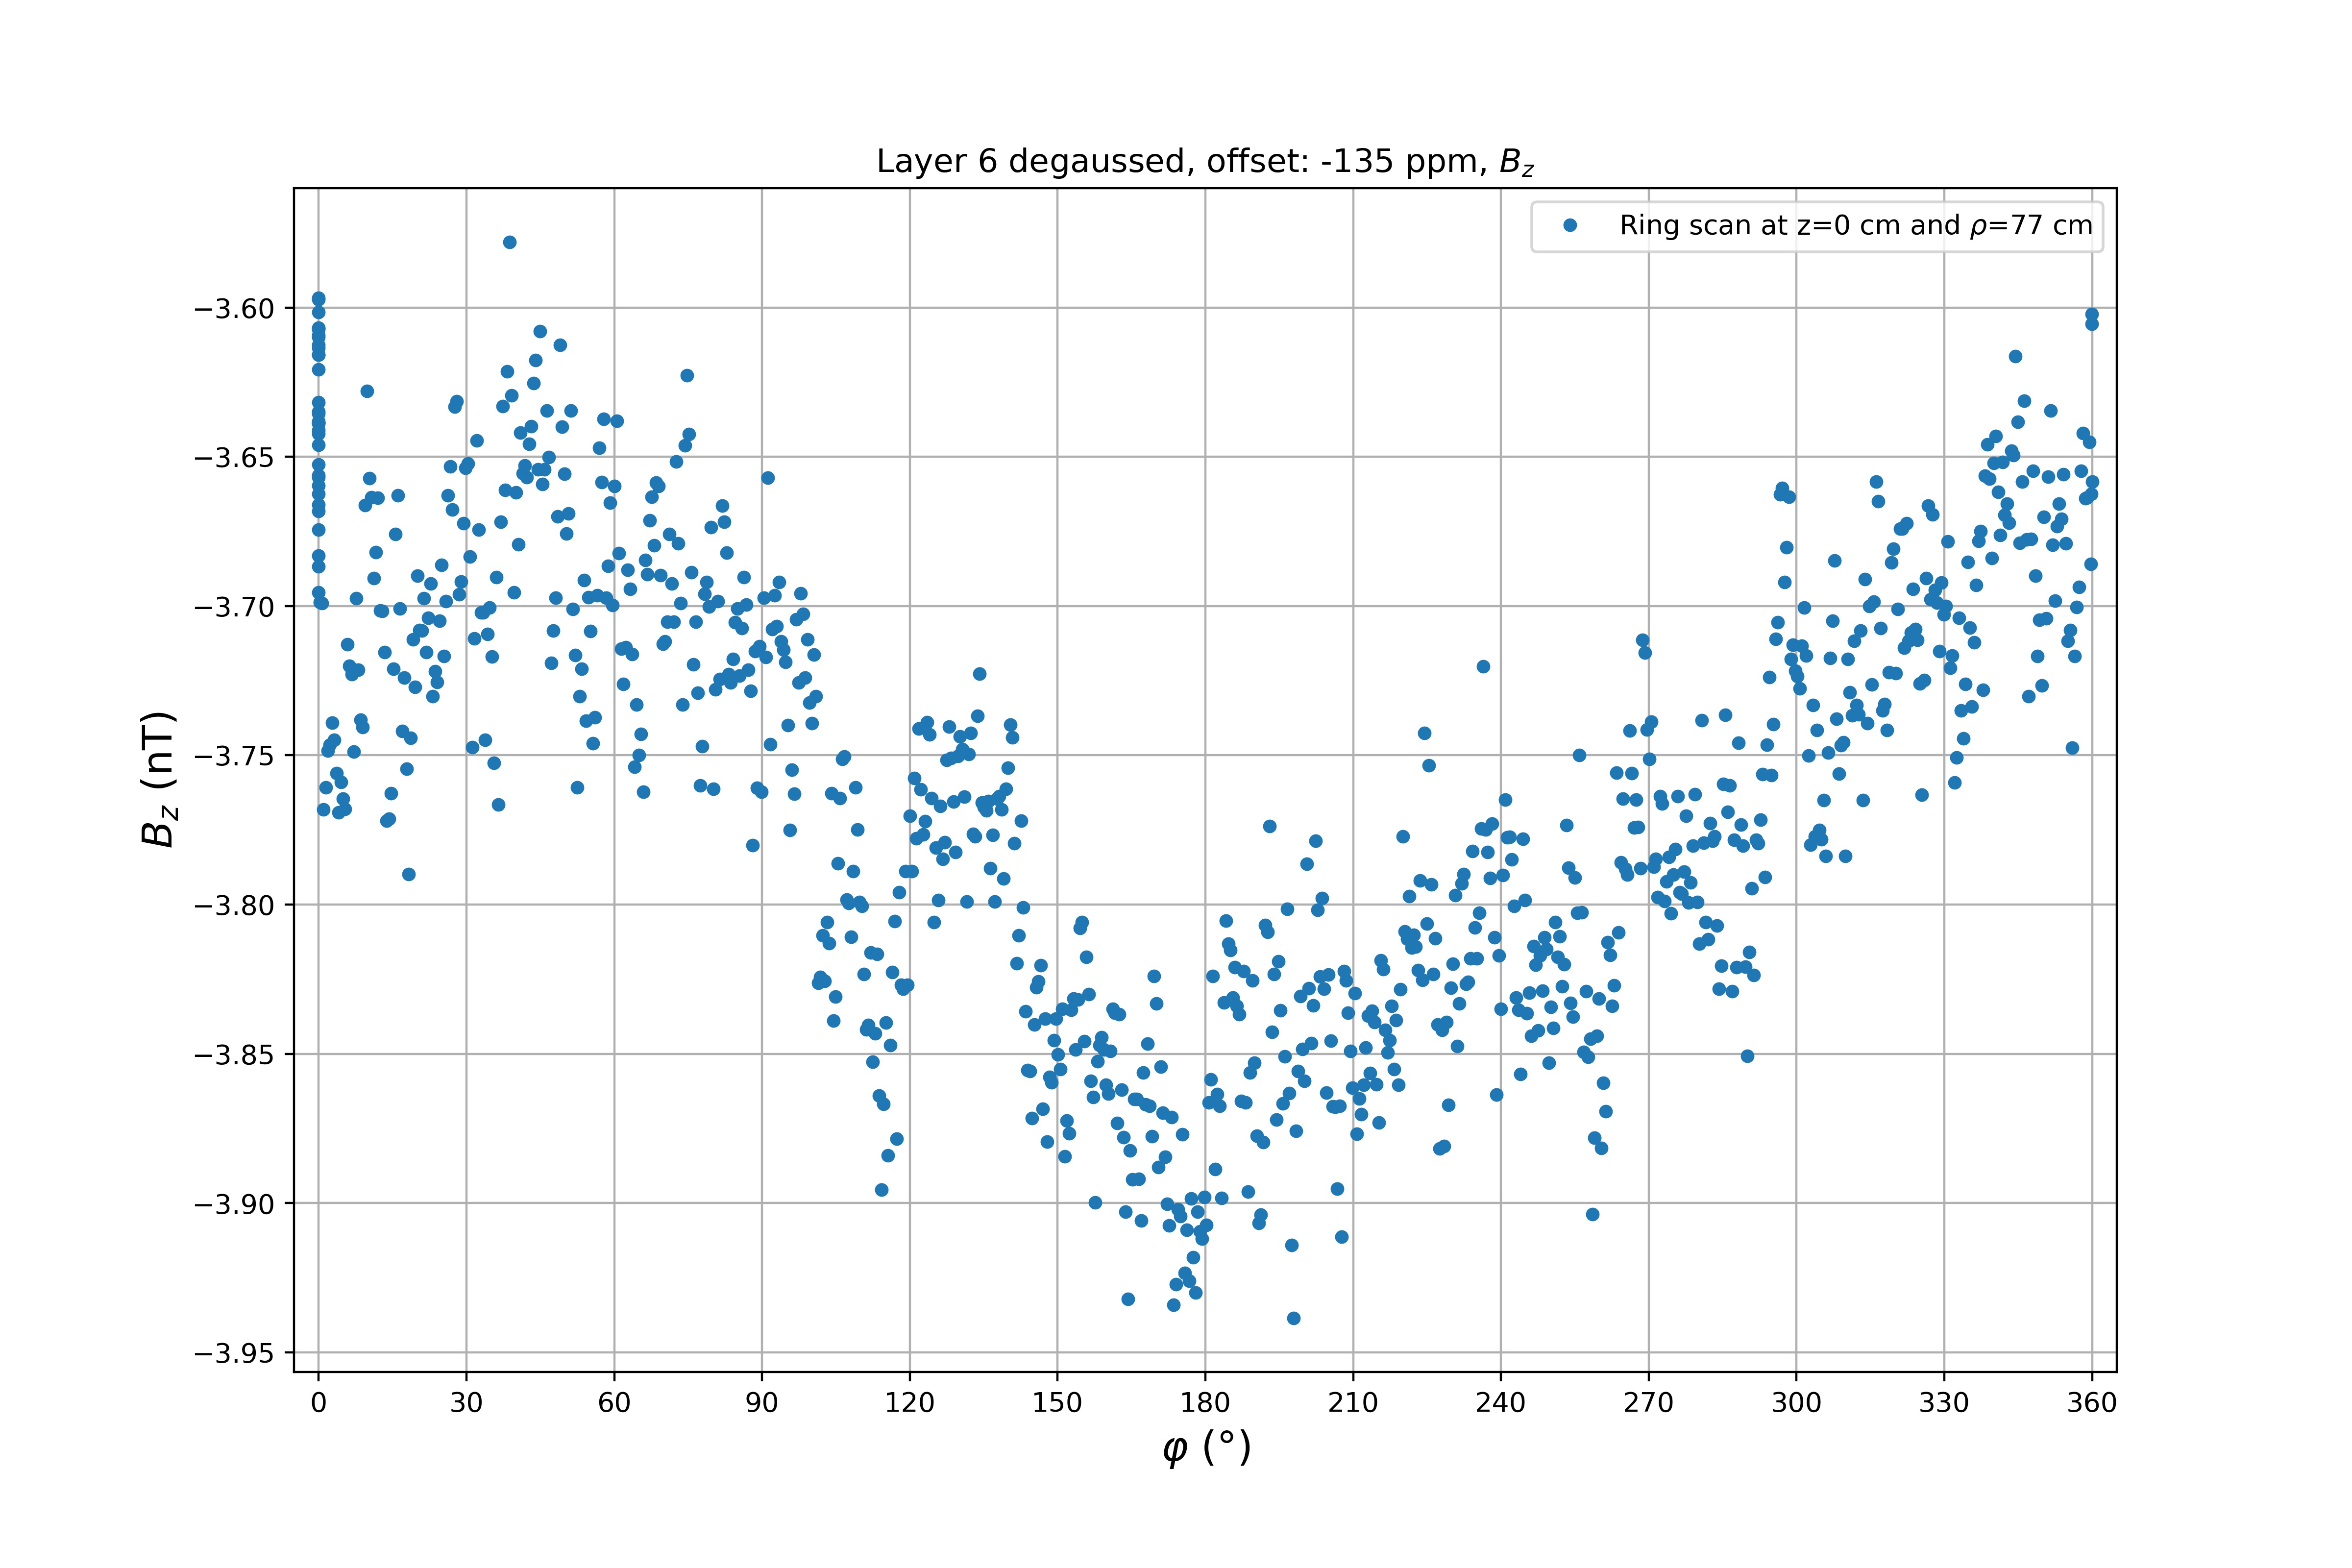 Layer 6 degaussed, offset: -135 ppm, B_z
Ring scan at z=0 cm and ρ=77 cm
−3.60
−3.65
−3.70
−3.75
−3.80
−3.85
−3.90
−3.95
B_z (nT)
0 30 60 90 120 150 180 210 240 270 300 330 360
φ (°)